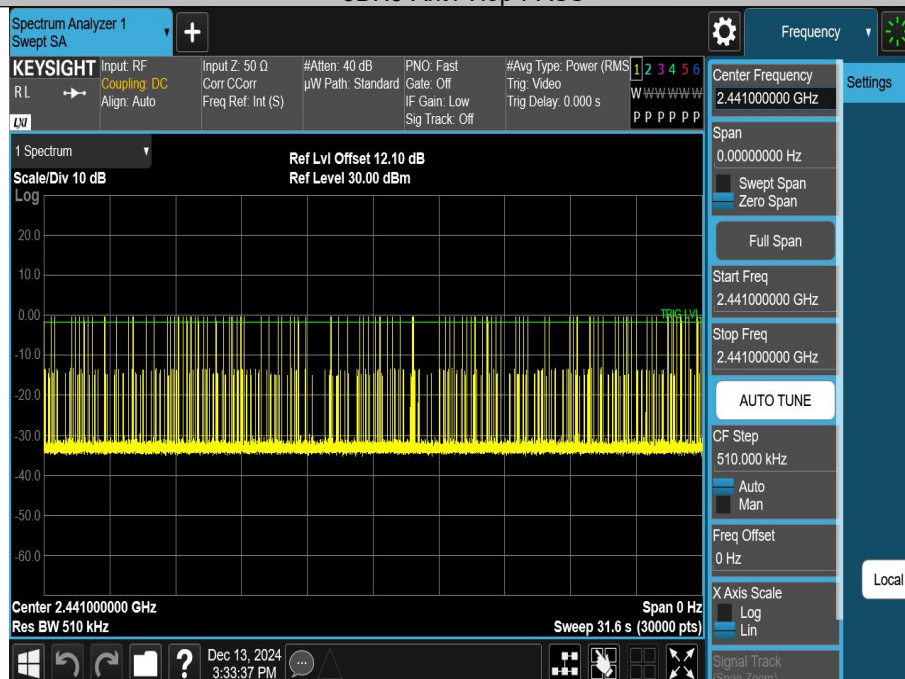 Spectrum Analyzer 1
Swept SA
Frequency
KEYSIGHT
RL
LXI
Input: RF
Coupling: DC
Align: Auto
Input Z: 50 Ω
Corr CCorr
Freq Ref: Int (S)
#Atten: 40 dB
µW Path: Standard
PNO: Fast
Gate: Off
IF Gain: Low
Sig Track: Off
#Avg Type: Power (RMS
Trig: Video
Trig Delay: 0.000 s
1 2 3 4 5 6
W W W W W W
P P P P P P
1 Spectrum
Scale/Div 10 dB
Log
Ref Lvl Offset 12.10 dB
Ref Level 30.00 dBm
20.0
10.0
0.00
TRIG LVL
-10.0
-20.0
-30.0
-40.0
-50.0
-60.0
Center 2.441000000 GHz
Span 0 Hz
Res BW 510 kHz
Sweep 31.6 s (30000 pts)
Dec 13, 2024
3:33:37 PM
Center Frequency
2.441000000 GHz
Settings
Span
0.00000000 Hz
Swept Span
Zero Span
Full Span
Start Freq
2.441000000 GHz
Stop Freq
2.441000000 GHz
AUTO TUNE
CF Step
510.000 kHz
Auto
Man
Freq Offset
0 Hz
Local
X Axis Scale
Log
Lin
Signal Track
(Span Zoom)